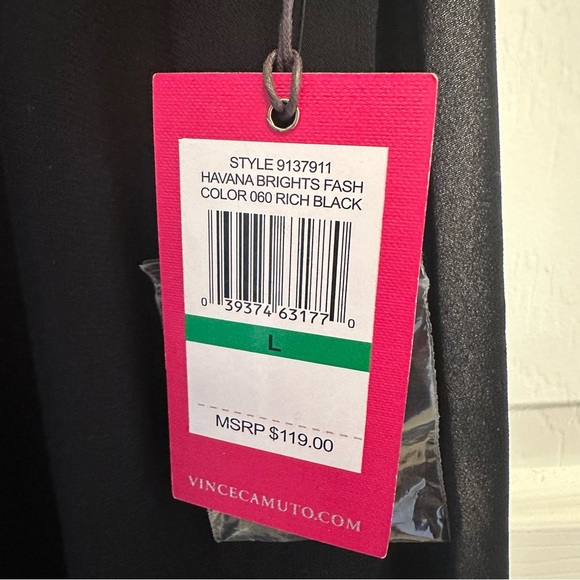 STYLE 9137911
HAVANA BRIGHTS FASH
COLOR 060 RICH BLACK
0 39374 63177 0
L
MSRP $119.00
VINCECAMUTO.COM